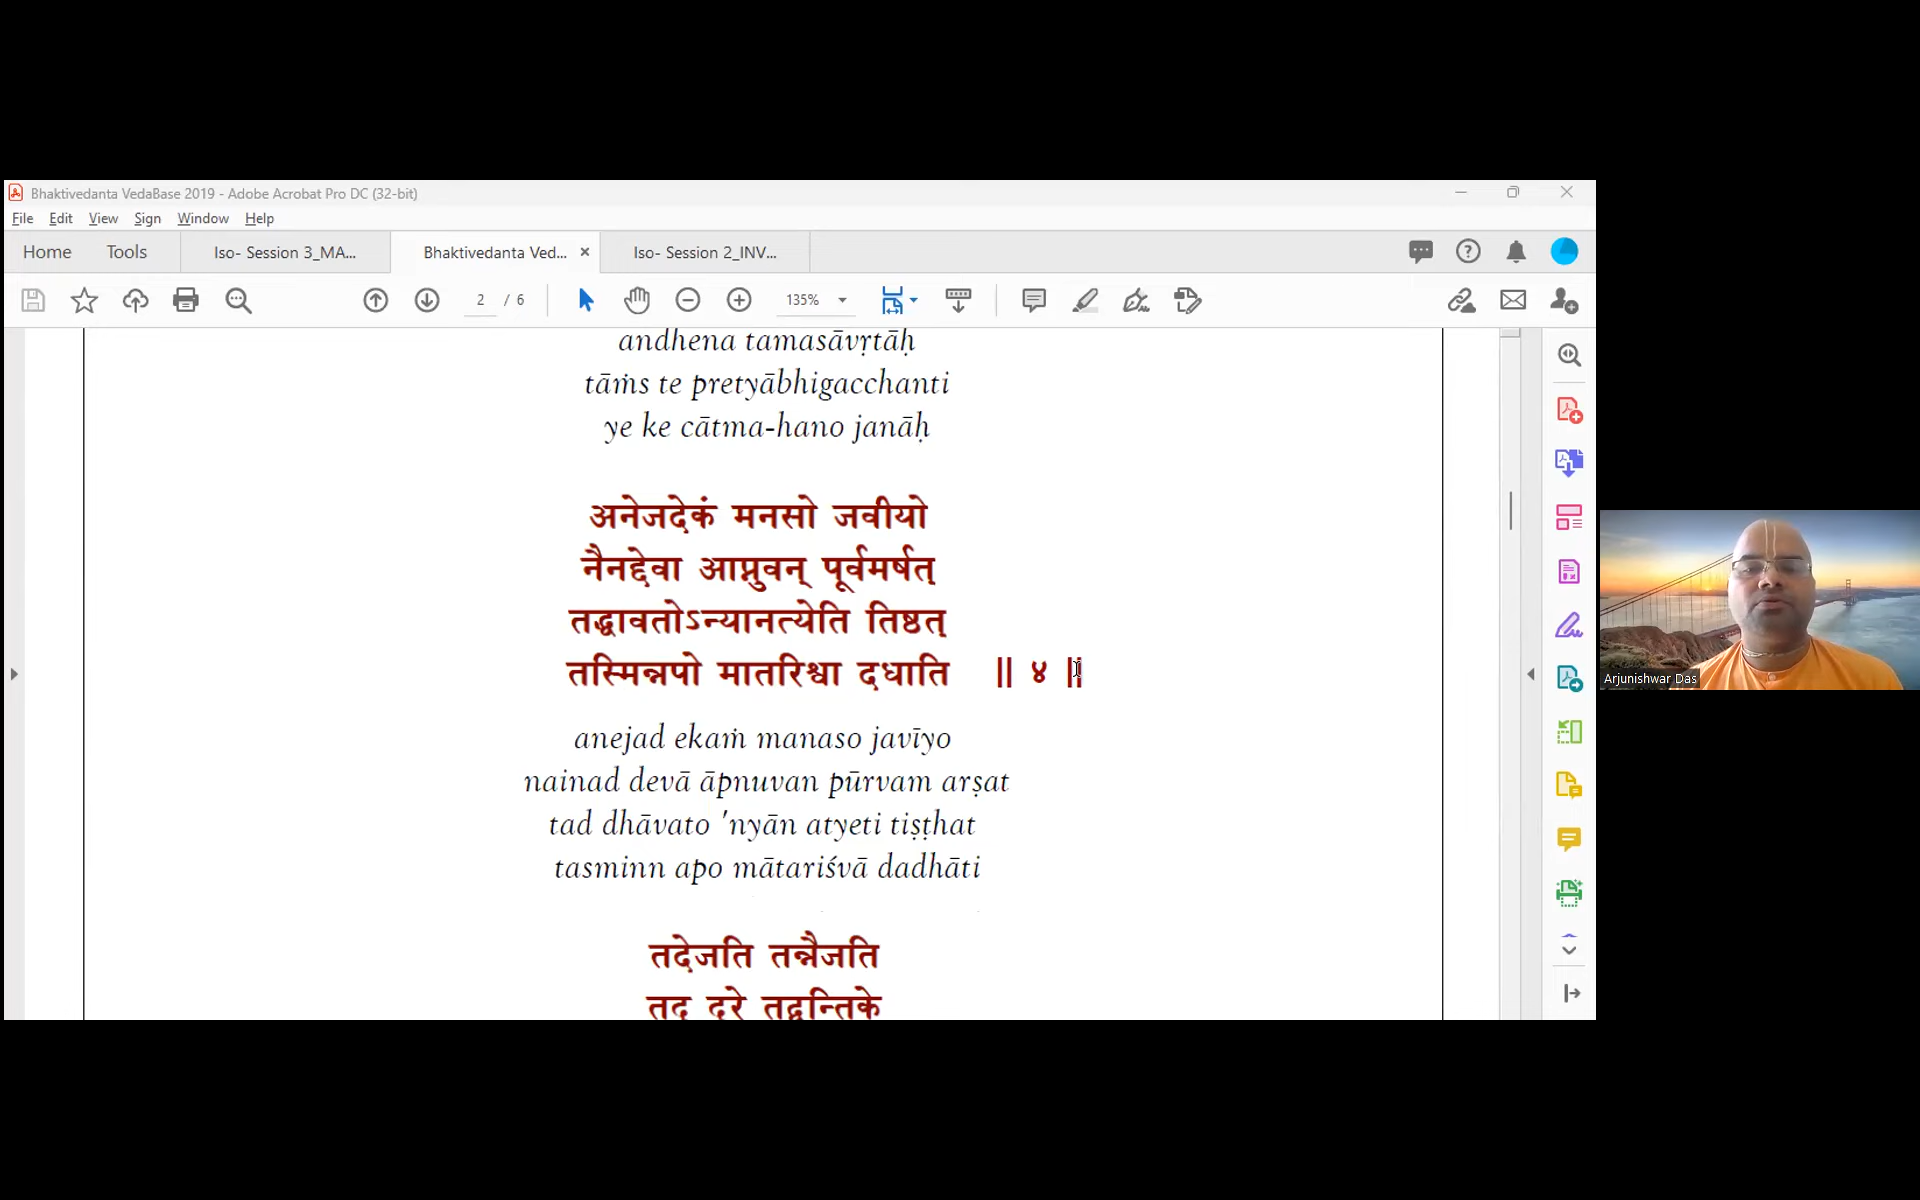 Bhaktivedanta VedaBase 2019 - Adobe Acrobat Pro DC (32-bit)
File Edit View Sign Window Help
Home Tools Iso- Session 3_MA... Bhaktivedanta Ved... × Iso- Session 2_INV...
2 / 6 135%
andhena tamasāvṛtāḥ
tāṁs te pretyābhigacchanti
ye ke cātma-hano janāḥ
अनेजदेकं मनसो जवीयो
नैनद्देवा आप्नुवन् पूर्वमर्षत्
तद्धावतोऽन्यानत्येति तिष्ठत्
तस्मिन्नपो मातरिश्वा दधाति || ४ ||
anejad ekaṁ manaso javīyo
nainad devā āpnuvan pūrvam arṣat
tad dhāvato 'nyān atyeti tiṣṭhat
tasminn apo mātariśvā dadhāti
तदेजति तन्नैजति
तद् दूरे तद्वन्तिके
Arjunishwar Das